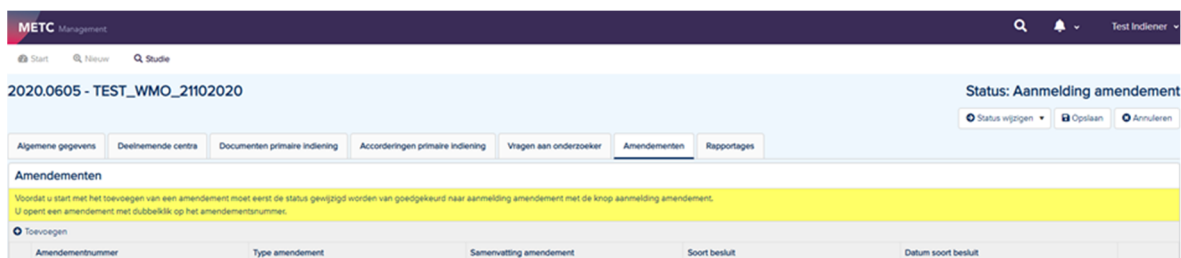 METC Management
Test Indiener
Start Nieuw Studie
2020.0605 - TEST_WMO_21102020 Status: Aanmelding amendement
Status wijzigen Opslaan Annuleren
Algemene gegevens Deelnemende centra Documenten primaire indiening Accorderingen primaire indiening Vragen aan onderzoeker Amendementen Rapportages
Amendementen
Voordat u start met het toevoegen van een amendement moet eerst de status gewijzigd worden van goedgekeurd naar aanmelding amendement met de knop aanmelding amendement.
U opent een amendement met dubbelklik op het amendementsnummer.
Toevoegen
Amendementnummer Type amendement Samenvatting amendement Soort besluit Datum soort besluit